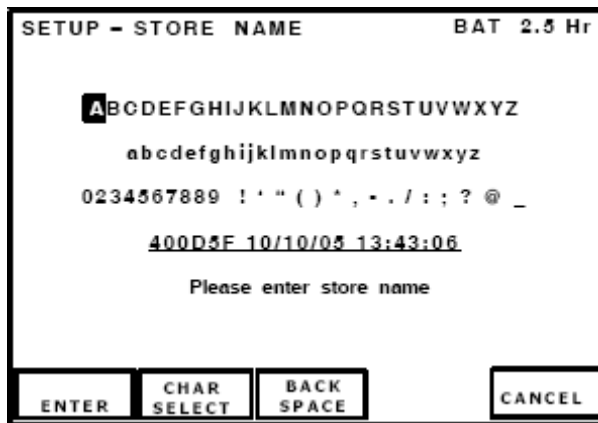 SETUP - STORE NAME BAT 2.5 Hr
ABCDEFGHIJKLMNOPQRSTUVWXYZ
abcdefghijklmnopqrstuvwxyz
0234567889 ! ' " ( ) * , - . / : ; ? @ _
400D5F 10/10/05 13:43:06
Please enter store name
ENTER
CHAR SELECT
BACK SPACE
CANCEL